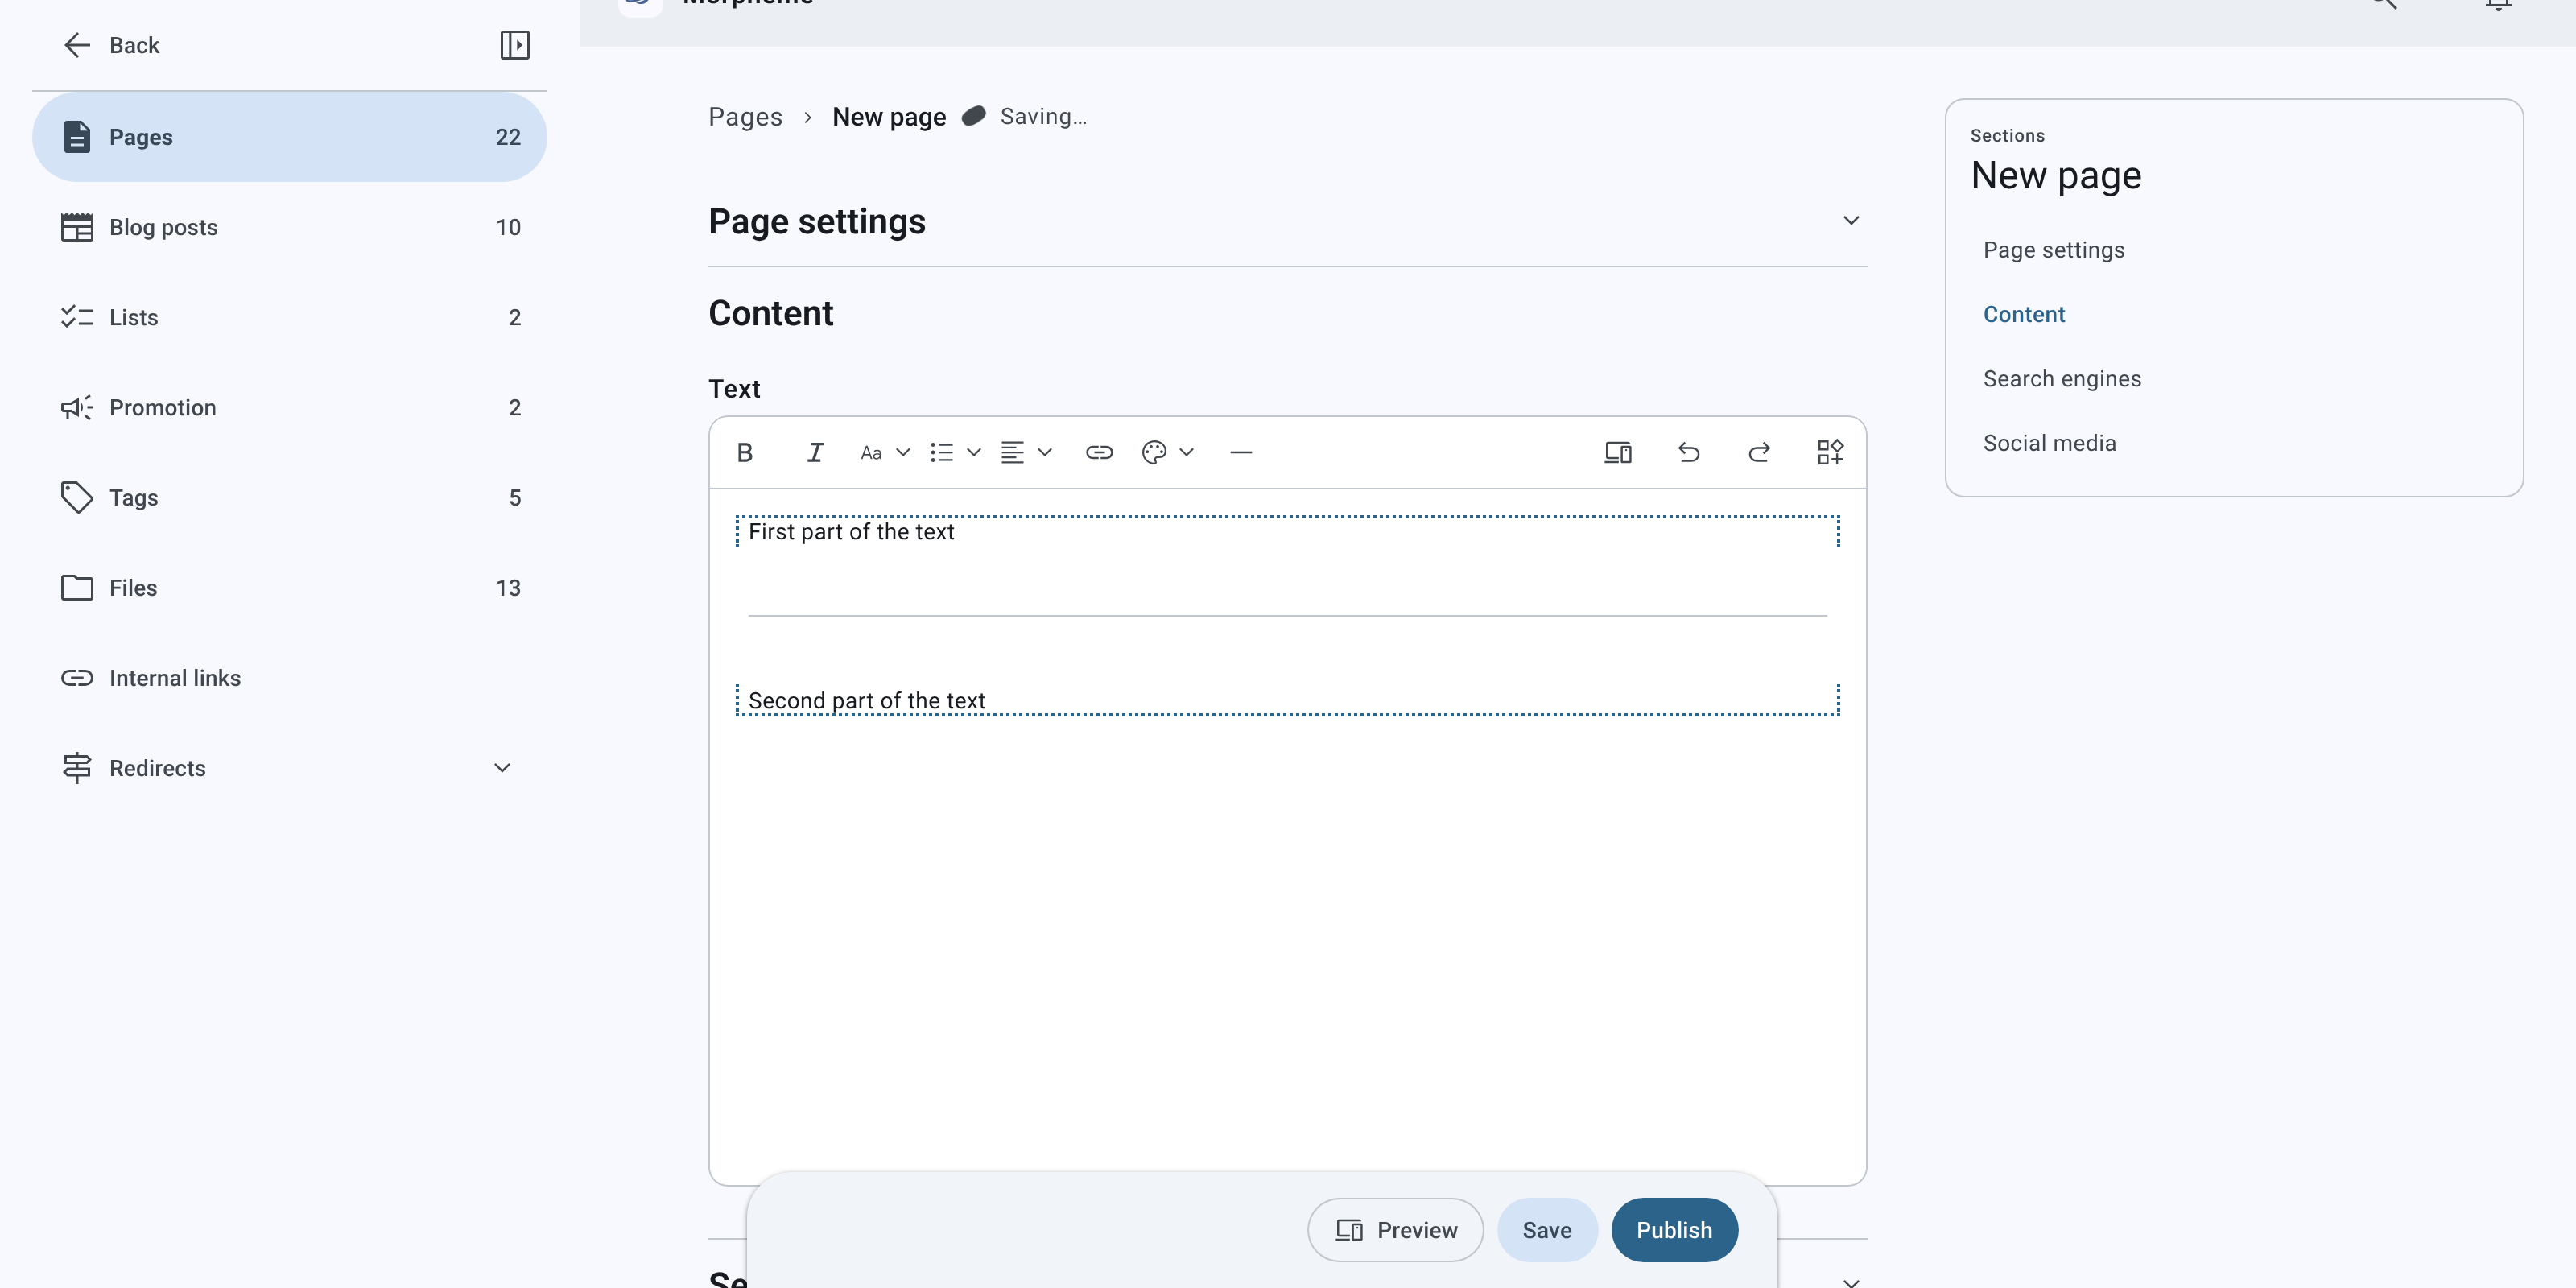 Back
Pages 22
Blog posts 10
Lists 2
Promotion 2
Tags 5
Files 13
Internal links
Redirects
Morpheme
Pages › New page Saving…
Page settings
Content
Text
B I Aa
First part of the text
Second part of the text
Preview Save Publish
Se
Sections
New page
Page settings
Content
Search engines
Social media